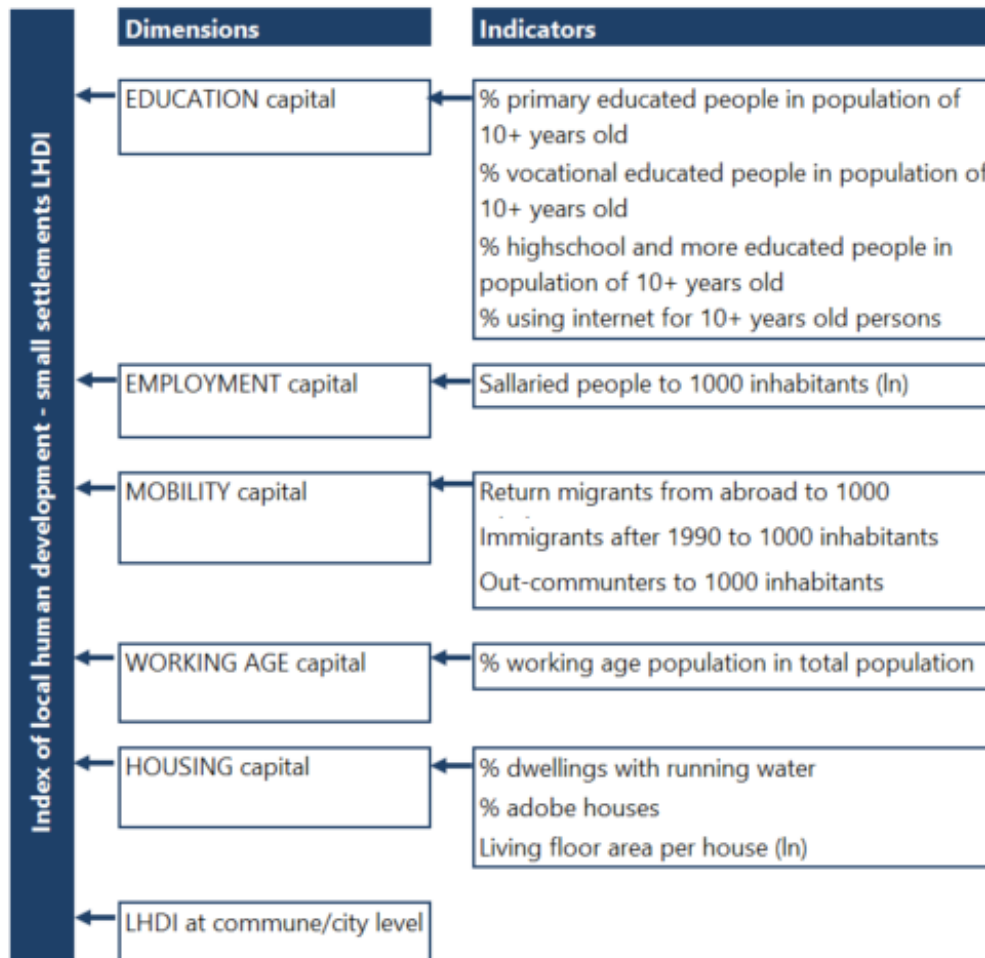 Index of local human development - small settlements LHDI
Dimensions
Indicators
EDUCATION capital
% primary educated people in population of
10+ years old
% vocational educated people in population of
10+ years old
% highschool and more educated people in
population of 10+ years old
% using internet for 10+ years old persons
EMPLOYMENT capital
Sallaried people to 1000 inhabitants (ln)
MOBILITY capital
Return migrants from abroad to 1000
Immigrants after 1990 to 1000 inhabitants
Out-communters to 1000 inhabitants
WORKING AGE capital
% working age population in total population
HOUSING capital
% dwellings with running water
% adobe houses
Living floor area per house (ln)
LHDI at commune/city level